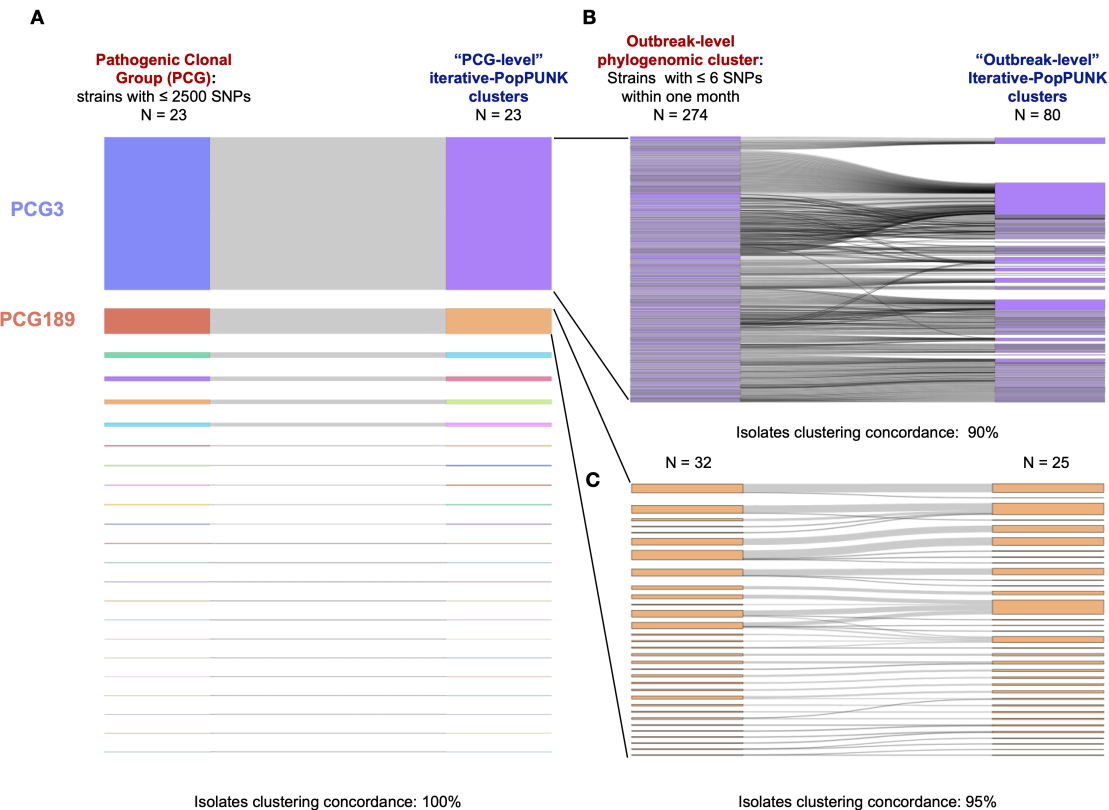 A
Pathogenic Clonal
Group (PCG):
strains with ≤ 2500 SNPs
N = 23
“PCG-level”
iterative-PopPUNK
clusters
N = 23
PCG3
PCG189
Isolates clustering concordance: 100%
B
Outbreak-level
phylogenomic cluster:
Strains with ≤ 6 SNPs
within one month
N = 274
“Outbreak-level”
Iterative-PopPUNK
clusters
N = 80
Isolates clustering concordance: 90%
C
N = 32
N = 25
Isolates clustering concordance: 95%